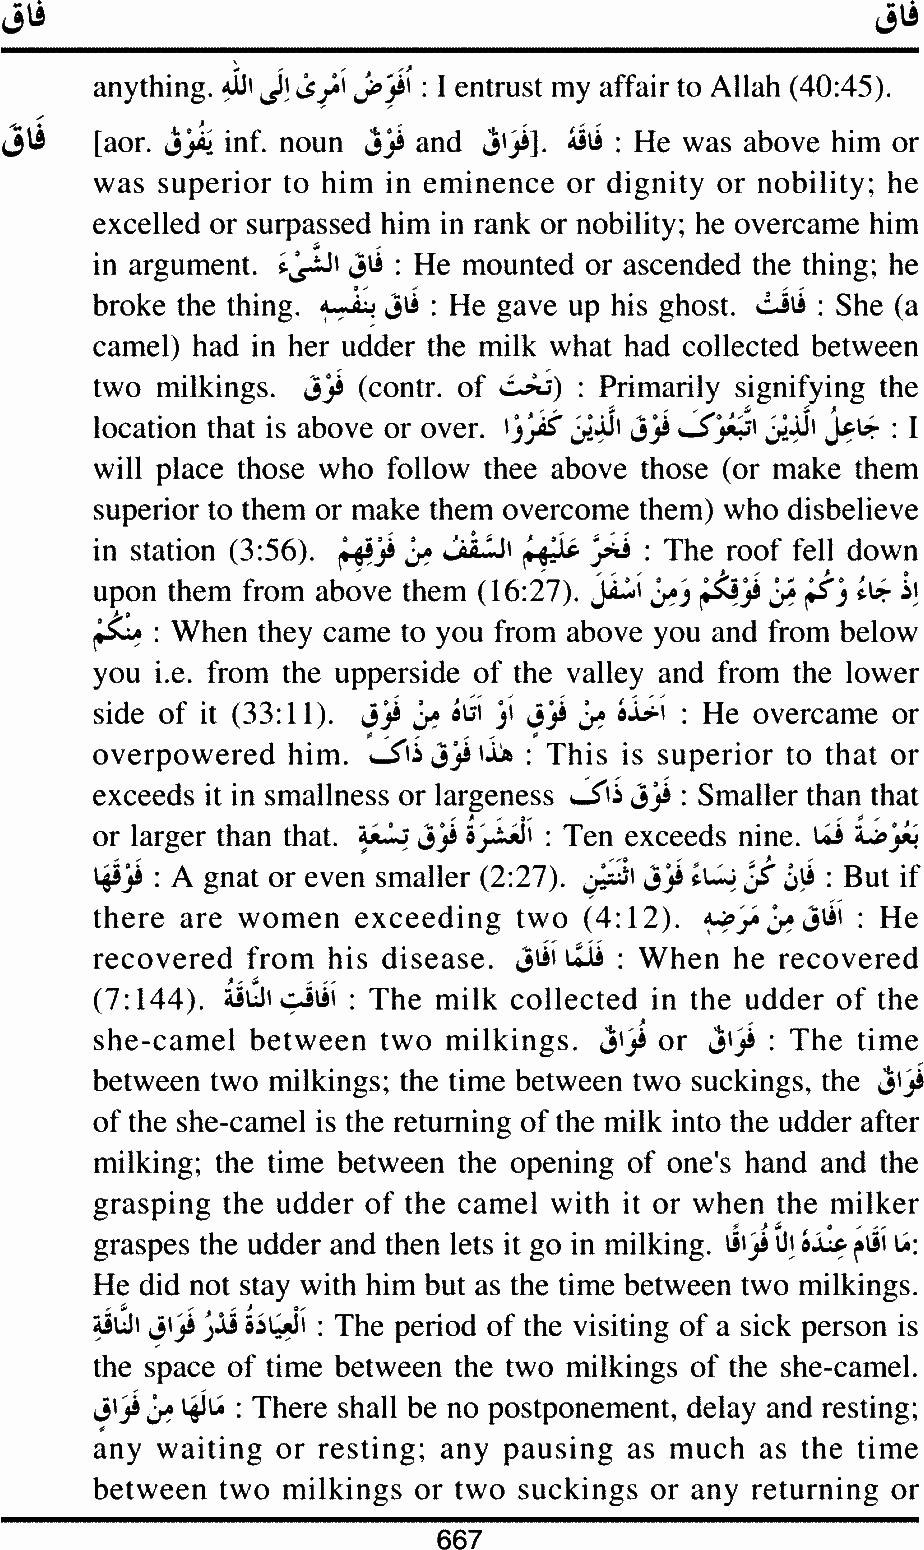 فَاقَ فَاقَ
anything. اُفَوِّضُ اَمْرِیْ اِلَی اللّٰهِ : I entrust my affair to Allah (40:45).
فَاقَ [aor. یَفُوْقُ inf. noun فَوْقٌ and فَوَاقٌ]. فَاقَهٗ : He was above him or
was superior to him in eminence or dignity or nobility; he
excelled or surpassed him in rank or nobility; he overcame him
in argument. فَاقَ الشَّیْءَ : He mounted or ascended the thing; he
broke the thing. فَاقَ بِنَفْسِهٖ : He gave up his ghost. فَاقَتْ : She (a
camel) had in her udder the milk what had collected between
two milkings. فَوْقَ (contr. of تَحْتَ) : Primarily signifying the
location that is above or over. جَاعِلُ الَّذِیْنَ اتَّبَعُوْکَ فَوْقَ الَّذِیْنَ کَفَرُوْا : I
will place those who follow thee above those (or make them
superior to them or make them overcome them) who disbelieve
in station (3:56). فَخَرَّ عَلَیْهِمُ السَّقْفُ مِنْ فَوْقِهِمْ : The roof fell down
upon them from above them (16:27). اِذْ جَاءُ وْکُمْ مِّنْ فَوْقِکُمْ وَمِنْ اَسْفَلَ
مِنْکُمْ : When they came to you from above you and from below
you i.e. from the upperside of the valley and from the lower
side of it (33:11). اَخَذَهٗ مِنْ فَوْقٍ اَوْ اَتَاهُ مِنْ فَوْقٍ : He overcame or
overpowered him. هٰذَا فَوْقَ ذَاکَ : This is superior to that or
exceeds it in smallness or largeness فَوْقَ ذَاکَ : Smaller than that
or larger than that. اَلْعَشَرَةُ فَوْقَ تِسْعَةٍ : Ten exceeds nine. بَعُوْضَةً فَمَا
فَوْقَهَا : A gnat or even smaller (2:27). فَاِنْ کُنَّ نِسَاءً فَوْقَ اثْنَتَیْنِ : But if
there are women exceeding two (4:12). اَفَاقَ مِنْ مَرَضِهٖ : He
recovered from his disease. فَلَمَّا اَفَاقَ : When he recovered
(7:144). اَفَاقَتِ النَّاقَةُ : The milk collected in the udder of the
she-camel between two milkings. فُوَاقٌ or فَوَاقٌ : The time
between two milkings; the time between two suckings, the فَوَاقٌ
of the she-camel is the returning of the milk into the udder after
milking; the time between the opening of one's hand and the
grasping the udder of the camel with it or when the milker
graspes the udder and then lets it go in milking. مَا اَقَامَ عِنْدَهٗ اِلَّا فُوَاقًا:
He did not stay with him but as the time between two milkings.
اَلْعِیَادَةُ قَدْرُ فَوَاقِ النَّاقَةِ : The period of the visiting of a sick person is
the space of time between the two milkings of the she-camel.
مَالَهَا مِنْ فَوَاقٍ : There shall be no postponement, delay and resting;
any waiting or resting; any pausing as much as the time
between two milkings or two suckings or any returning or
667